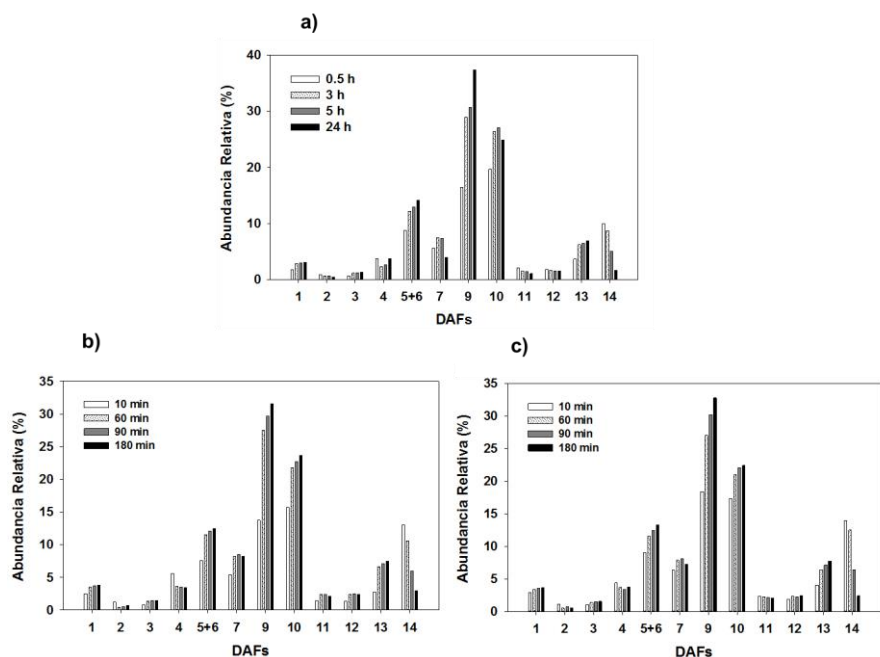 a)
Abundancia Relativa (%)
40
30
20
10
0
0.5 h
3 h
5 h
24 h
1 2 3 4 5+6 7 9 10 11 12 13 14
DAFs
b)
Abundancia Relativa (%)
35
30
25
20
15
10
5
0
10 min
60 min
90 min
180 min
1 2 3 4 5+6 7 9 10 11 12 13 14
DAFs
c)
Abundancia Relativa (%)
35
30
25
20
15
10
5
0
10 min
60 min
90 min
180 min
1 2 3 4 5+6 7 9 10 11 12 13 14
DAFs